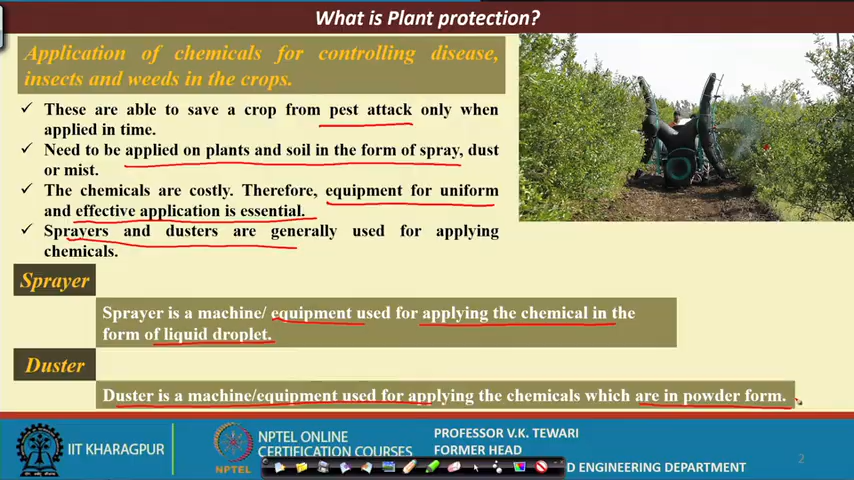 What is Plant protection?
Application of chemicals for controlling disease,
insects and weeds in the crops.
✓ These are able to save a crop from pest attack only when
applied in time.
✓ Need to be applied on plants and soil in the form of spray, dust
or mist.
✓ The chemicals are costly. Therefore, equipment for uniform
and effective application is essential.
✓ Sprayers and dusters are generally used for applying
chemicals.
Sprayer
Sprayer is a machine/ equipment used for applying the chemical in the
form of liquid droplet.
Duster
Duster is a machine/equipment used for applying the chemicals which are in powder form.
IIT KHARAGPUR
NPTEL
NPTEL ONLINE
CERTIFICATION COURSES
PROFESSOR V.K. TEWARI
FORMER HEAD
D ENGINEERING DEPARTMENT
2